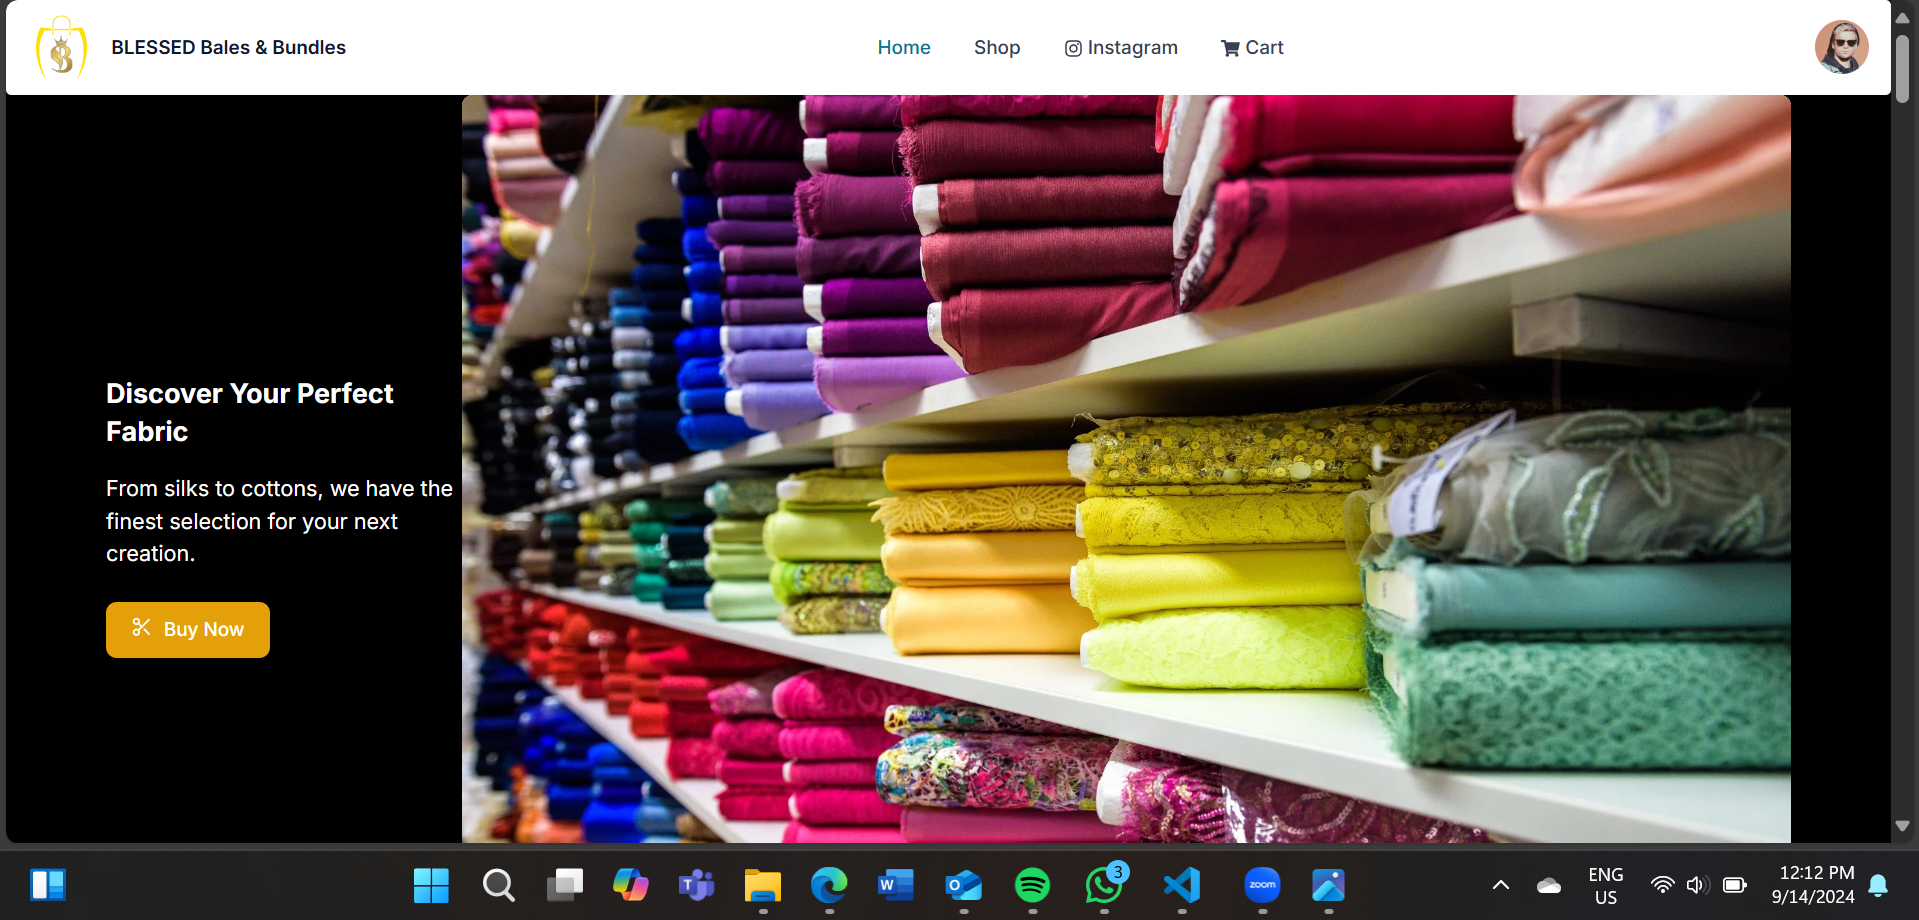 BLESSED Bales & Bundles
Home
Shop
Instagram
Cart
Discover Your Perfect
Fabric
From silks to cottons, we have the
finest selection for your next
creation.
Buy Now
zoom
3
ENG
US
12:12 PM
9/14/2024